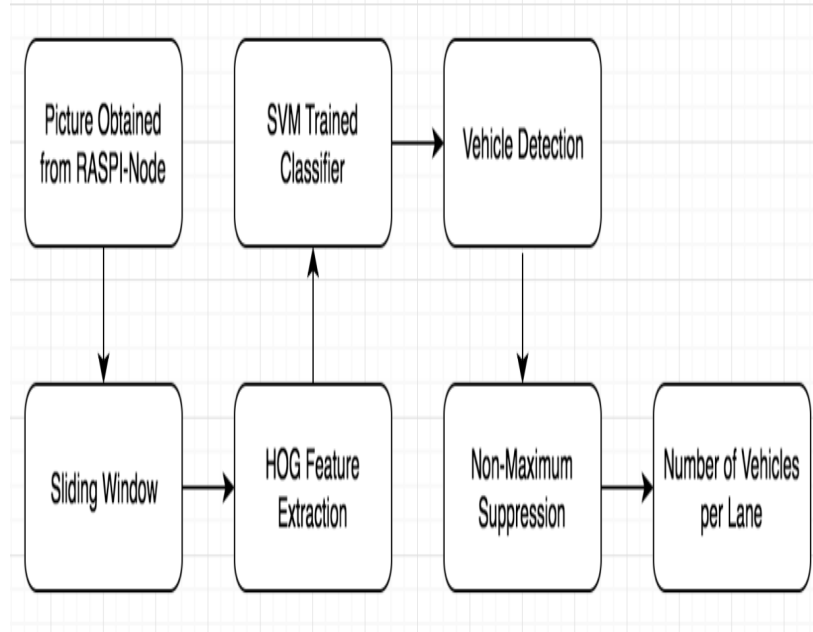 Picture Obtained
from RASPI-Node
Sliding Window
HOG Feature
Extraction
SVM Trained
Classifier
Vehicle Detection
Non-Maximum
Suppression
Number of Vehicles
per Lane